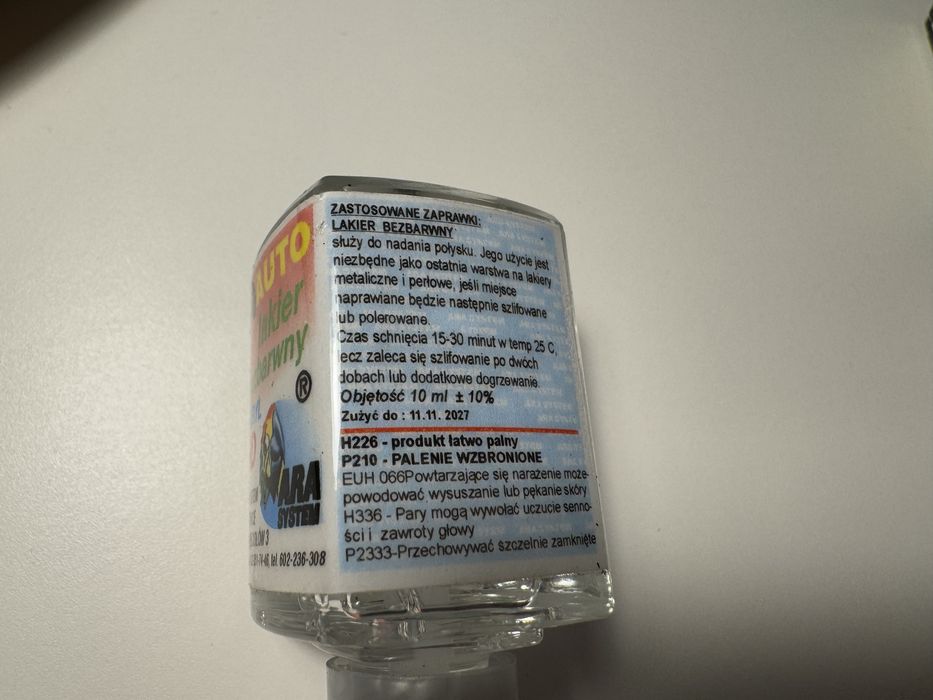 ZASTOSOWANE ZAPRAWKI:
LAKIER BEZBARWNY
służy do nadania połysku. Jego użycie jest
niezbędne jako ostatnia warstwa na lakiery
metaliczne i perłowe, jeśli miejsce
naprawiane będzie następnie szlifowane
lub polerowane.
Czas schnięcia 15-30 minut w temp 25 C,
lecz zaleca się szlifowanie po dwóch
dobach lub dodatkowe dogrzewanie.
Objętość 10 ml ± 10%
Zużyć do : 11.11. 2027
H226 - produkt łatwo palny
P210 - PALENIE WZBRONIONE
EUH 066Powtarzające się narażenie może
powodować wysuszanie lub pękanie skóry
H336 - Pary mogą wywołać uczucie senno-
ści i zawroty głowy
P2333-Przechowywać szczelnie zamknięte
AUTO
lakier
®
ARA
SYSTEM
tel. 602-236-308